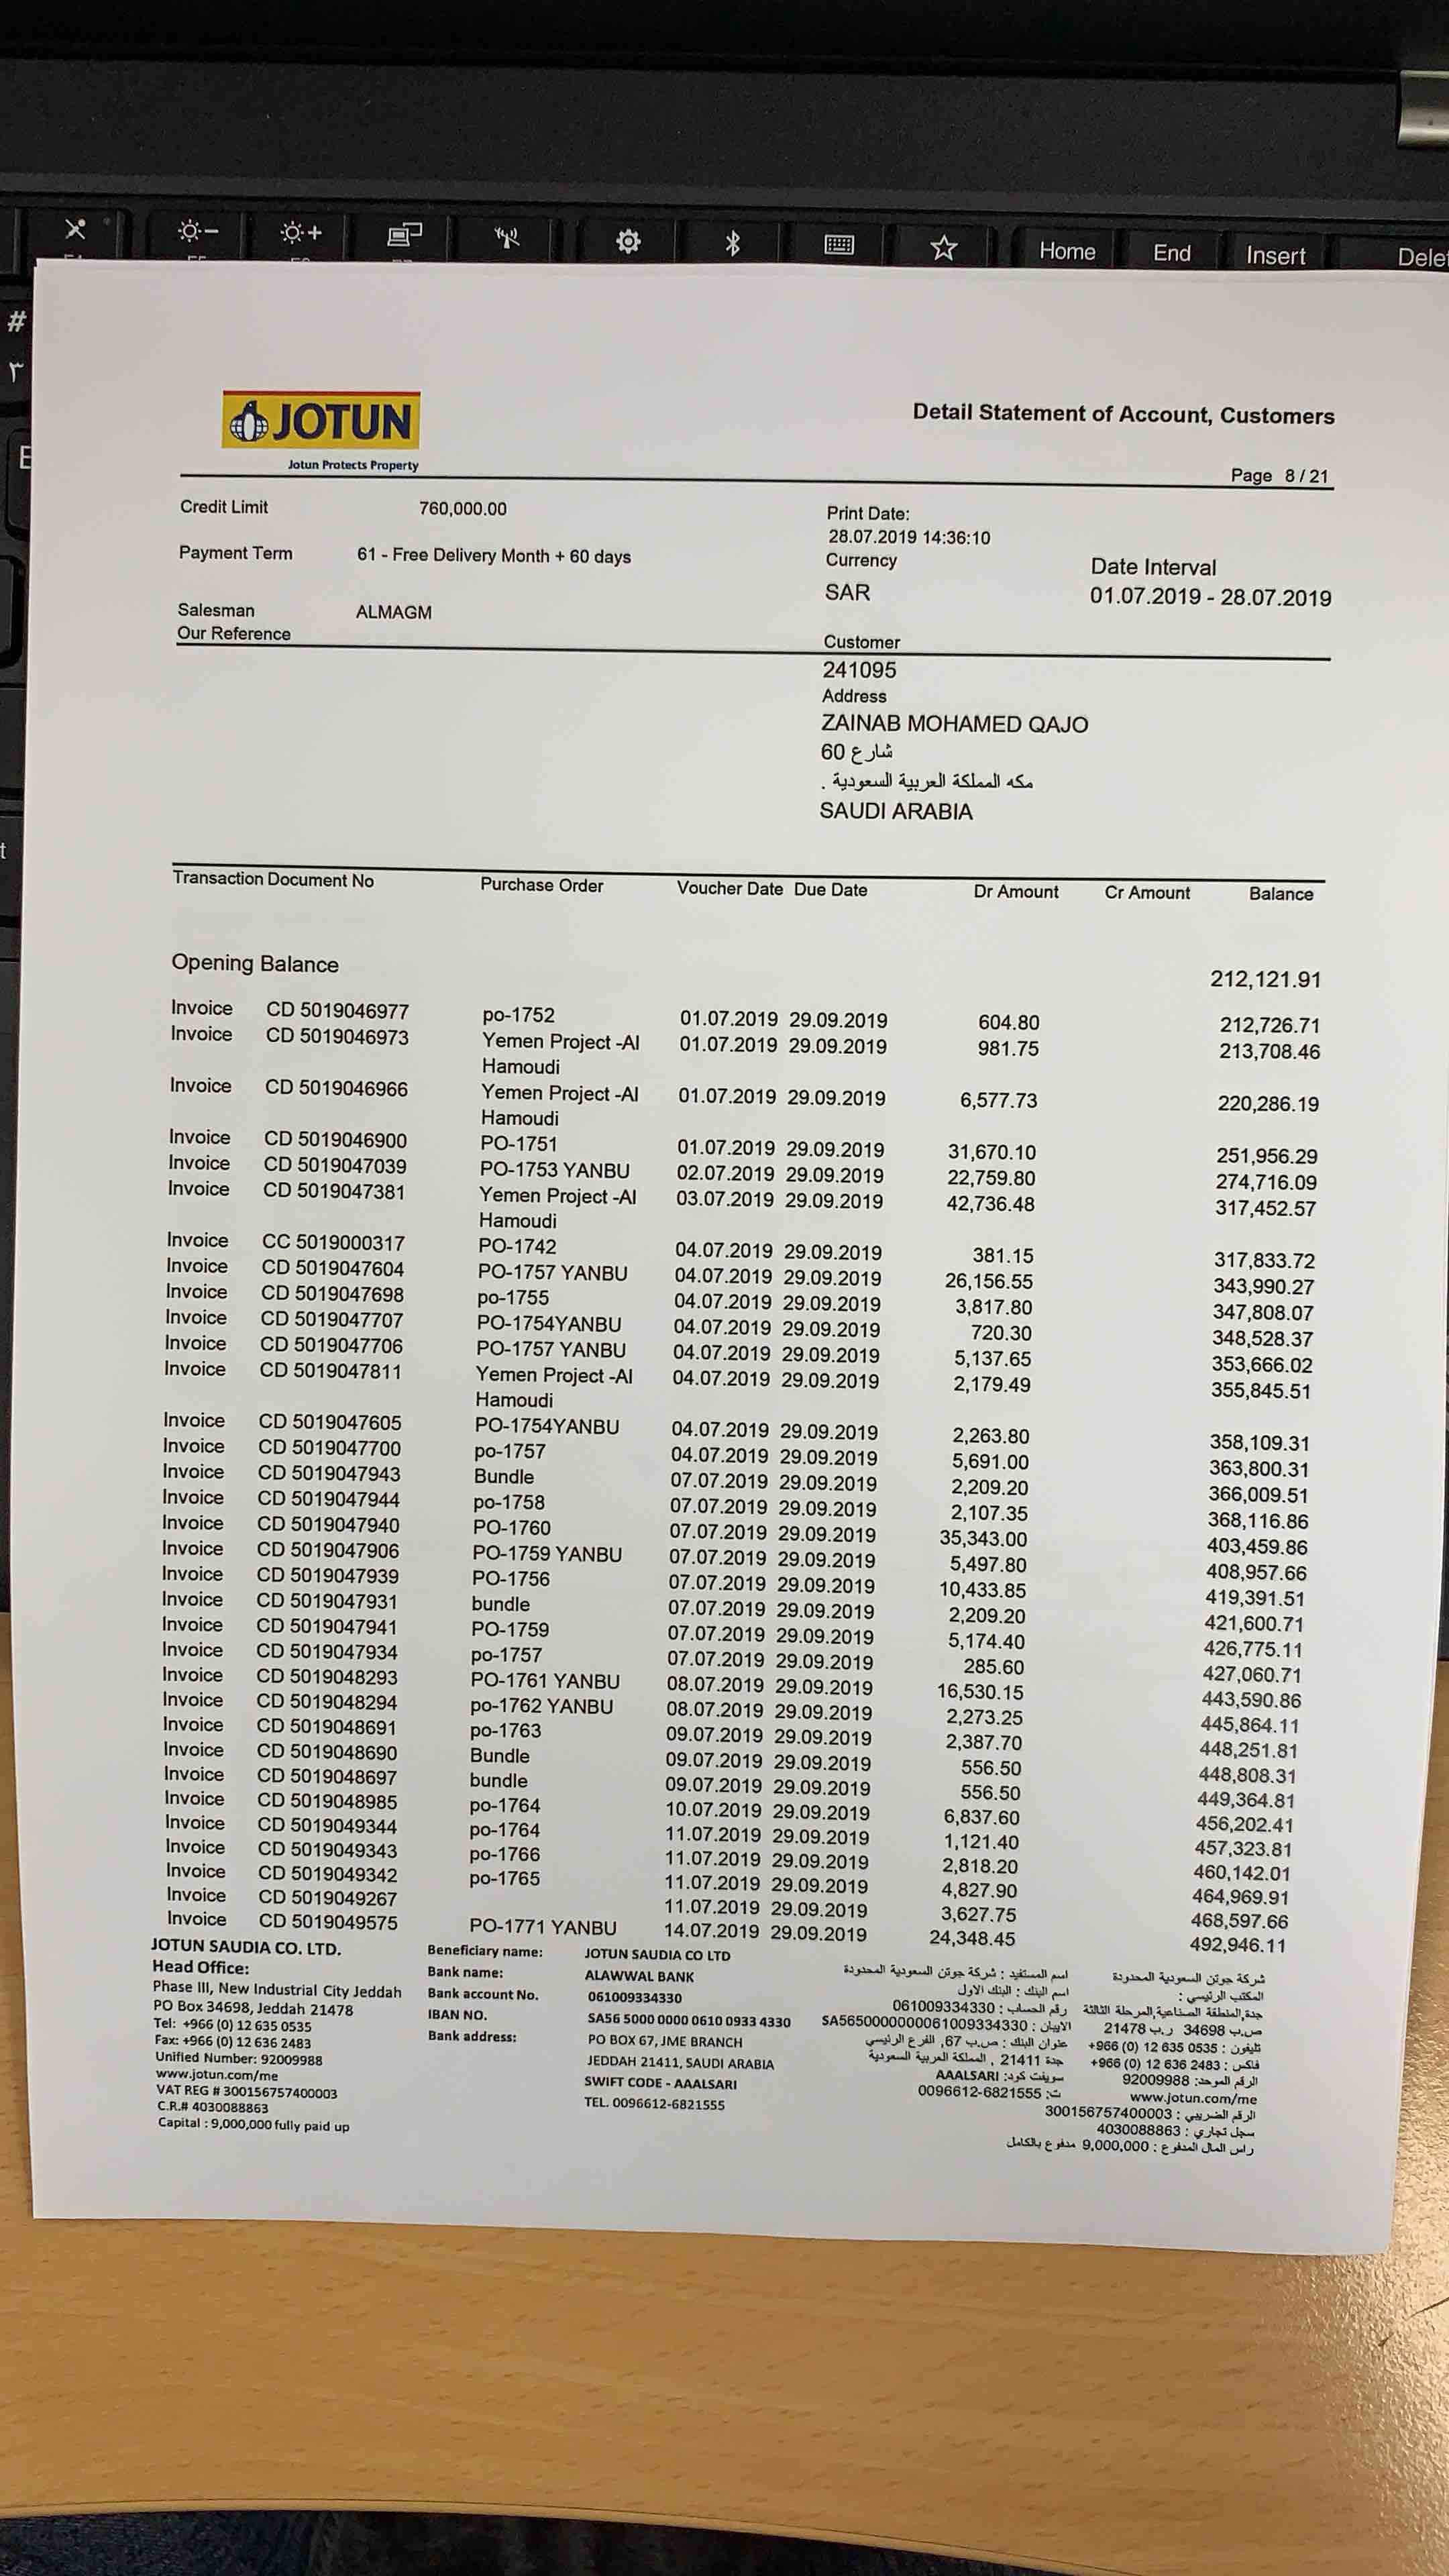 Home End Insert Delet
#
٣
E
t
JOTUN
Jotun Protects Property
Detail Statement of Account, Customers
Page 8 / 21
Credit Limit 760,000.00
Payment Term 61 - Free Delivery Month + 60 days
Salesman ALMAGM
Our Reference
Print Date:
28.07.2019 14:36:10
Currency
SAR
Date Interval
01.07.2019 - 28.07.2019
Customer
241095
Address
ZAINAB MOHAMED QAJO
شارع 60
مكه المملكة العربية السعودية .
SAUDI ARABIA
Transaction Document No Purchase Order Voucher Date Due Date Dr Amount Cr Amount Balance
Opening Balance 212,121.91
Invoice CD 5019046977 po-1752 01.07.2019 29.09.2019 604.80 212,726.71
Invoice CD 5019046973 Yemen Project -Al 01.07.2019 29.09.2019 981.75 213,708.46
Hamoudi
Invoice CD 5019046966 Yemen Project -Al 01.07.2019 29.09.2019 6,577.73 220,286.19
Hamoudi
Invoice CD 5019046900 PO-1751 01.07.2019 29.09.2019 31,670.10 251,956.29
Invoice CD 5019047039 PO-1753 YANBU 02.07.2019 29.09.2019 22,759.80 274,716.09
Invoice CD 5019047381 Yemen Project -Al 03.07.2019 29.09.2019 42,736.48 317,452.57
Hamoudi
Invoice CC 5019000317 PO-1742 04.07.2019 29.09.2019 381.15 317,833.72
Invoice CD 5019047604 PO-1757 YANBU 04.07.2019 29.09.2019 26,156.55 343,990.27
Invoice CD 5019047698 po-1755 04.07.2019 29.09.2019 3,817.80 347,808.07
Invoice CD 5019047707 PO-1754YANBU 04.07.2019 29.09.2019 720.30 348,528.37
Invoice CD 5019047706 PO-1757 YANBU 04.07.2019 29.09.2019 5,137.65 353,666.02
Invoice CD 5019047811 Yemen Project -Al 04.07.2019 29.09.2019 2,179.49 355,845.51
Hamoudi
Invoice CD 5019047605 PO-1754YANBU 04.07.2019 29.09.2019 2,263.80 358,109.31
Invoice CD 5019047700 po-1757 04.07.2019 29.09.2019 5,691.00 363,800.31
Invoice CD 5019047943 Bundle 07.07.2019 29.09.2019 2,209.20 366,009.51
Invoice CD 5019047944 po-1758 07.07.2019 29.09.2019 2,107.35 368,116.86
Invoice CD 5019047940 PO-1760 07.07.2019 29.09.2019 35,343.00 403,459.86
Invoice CD 5019047906 PO-1759 YANBU 07.07.2019 29.09.2019 5,497.80 408,957.66
Invoice CD 5019047939 PO-1756 07.07.2019 29.09.2019 10,433.85 419,391.51
Invoice CD 5019047931 bundle 07.07.2019 29.09.2019 2,209.20 421,600.71
Invoice CD 5019047941 PO-1759 07.07.2019 29.09.2019 5,174.40 426,775.11
Invoice CD 5019047934 po-1757 07.07.2019 29.09.2019 285.60 427,060.71
Invoice CD 5019048293 PO-1761 YANBU 08.07.2019 29.09.2019 16,530.15 443,590.86
Invoice CD 5019048294 po-1762 YANBU 08.07.2019 29.09.2019 2,273.25 445,864.11
Invoice CD 5019048691 po-1763 09.07.2019 29.09.2019 2,387.70 448,251.81
Invoice CD 5019048690 Bundle 09.07.2019 29.09.2019 556.50 448,808.31
Invoice CD 5019048697 bundle 09.07.2019 29.09.2019 556.50 449,364.81
Invoice CD 5019048985 po-1764 10.07.2019 29.09.2019 6,837.60 456,202.41
Invoice CD 5019049344 po-1764 11.07.2019 29.09.2019 1,121.40 457,323.81
Invoice CD 5019049343 po-1766 11.07.2019 29.09.2019 2,818.20 460,142.01
Invoice CD 5019049342 po-1765 11.07.2019 29.09.2019 4,827.90 464,969.91
Invoice CD 5019049267 11.07.2019 29.09.2019 3,627.75 468,597.66
Invoice CD 5019049575 PO-1771 YANBU 14.07.2019 29.09.2019 24,348.45 492,946.11
JOTUN SAUDIA CO. LTD.
Head Office:
Phase III, New Industrial City Jeddah
PO Box 34698, Jeddah 21478
Tel: +966 (0) 12 635 0535
Fax: +966 (0) 12 636 2483
Unified Number: 92009988
www.jotun.com/me
VAT REG # 300156757400003
C.R.# 4030088863
Capital : 9,000,000 fully paid up
Beneficiary name: JOTUN SAUDIA CO LTD
Bank name: ALAWWAL BANK
Bank account No. 061009334330
IBAN NO. SA56 5000 0000 0610 0933 4330
Bank address: PO BOX 67, JME BRANCH
JEDDAH 21411, SAUDI ARABIA
SWIFT CODE - AAALSARI
TEL. 0096612-6821555
اسم المستفيد : شركة جوتن السعودية المحدودة
اسم البنك : البنك الاول
رقم الحساب : 061009334330
الايبان : SA5650000000061009334330
عنوان البنك : ص.ب 67, الفرع الرئيسي
جدة 21411 , المملكة العربية السعودية
سويفت كود: AAALSARI
ت: 0096612-6821555
شركة جوتن السعودية المحدودة
المكتب الرئيسي :
جدة,المنطقة الصناعية,المرحلة الثالثة
ص.ب 34698 ر.ب 21478
تليفون : +966 (0) 12 635 0535
فاكس : +966 (0) 12 636 2483
الرقم الموحد: 92009988
www.jotun.com/me
الرقم الضريبي : 300156757400003
سجل تجاري : 4030088863
راس المال المدفوع : 9,000,000 مدفوع بالكامل